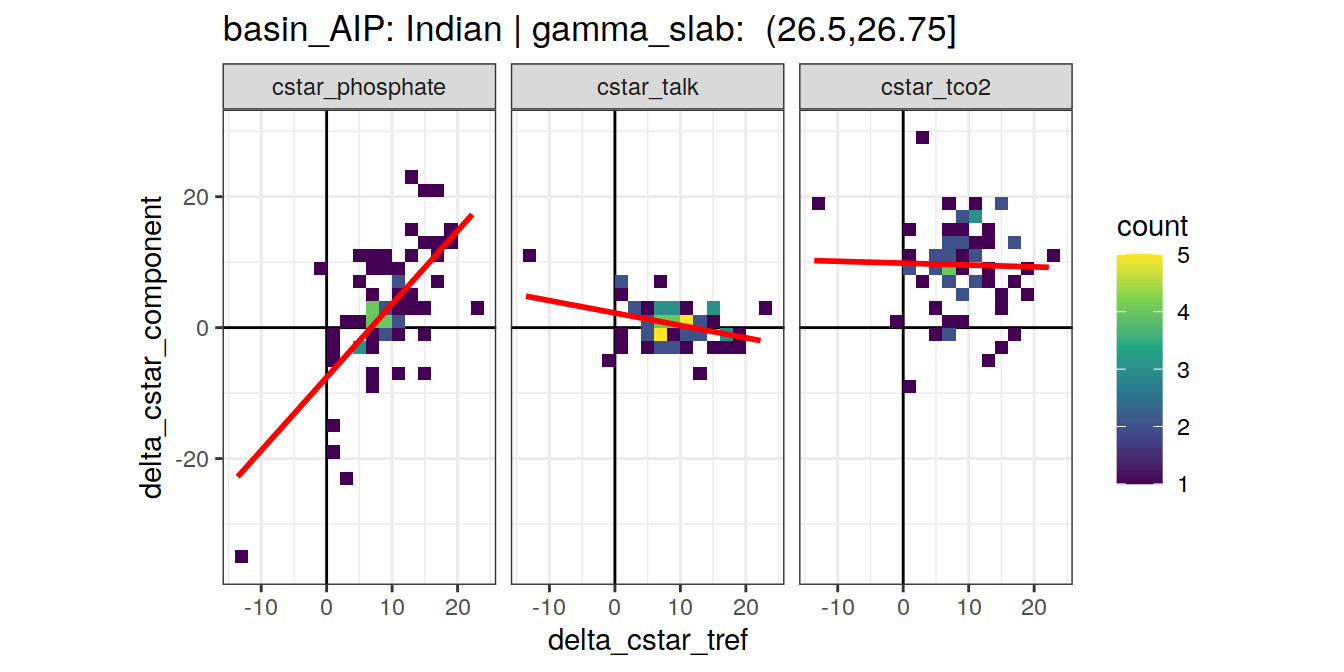 basin_AIP: Indian | gamma_slab:  (26.5,26.75]
cstar_phosphate
cstar_talk
cstar_tco2
delta_cstar_component
20
0
-20
-10 0 10 20
-10 0 10 20
-10 0 10 20
delta_cstar_tref
count
5
4
3
2
1